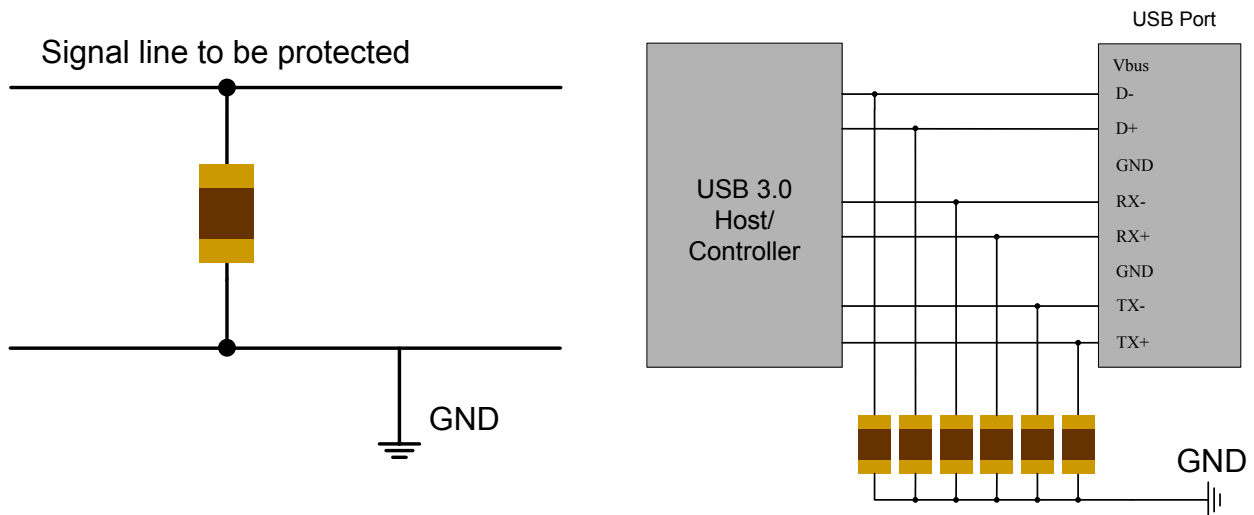 Signal line to be protected
GND
USB 3.0
Host/
Controller
USB Port
Vbus
D-
D+
GND
RX-
RX+
GND
TX-
TX+
GND